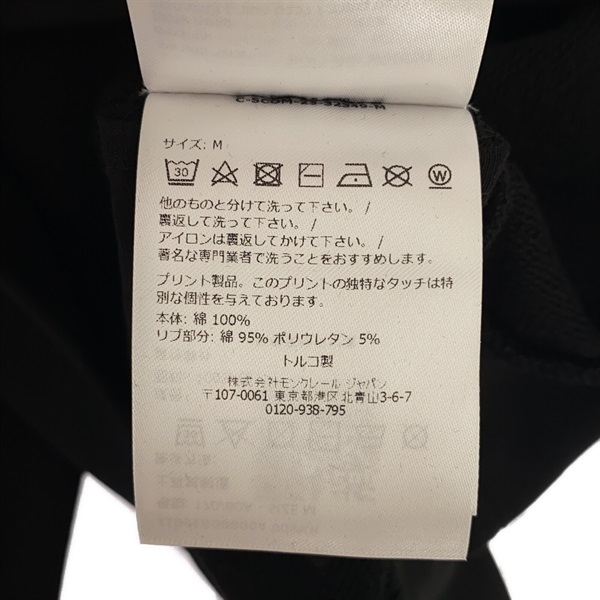 C-SCOM-25-32949-M
サイズ: M
30
W
他のものと分けて洗って下さい。 /
裏返して洗って下さい。 /
アイロンは裏返してかけて下さい。 /
著名な専門業者で洗うことをおすすめします。
プリント製品。このプリントの独特なタッチは特
別な個性を与えております。
本体: 綿 100%
リブ部分: 綿 95% ポリウレタン 5%
トルコ製
株式会社モンクレール ジャパン
〒107-0061 東京都港区北青山3-6-7
0120-938-795